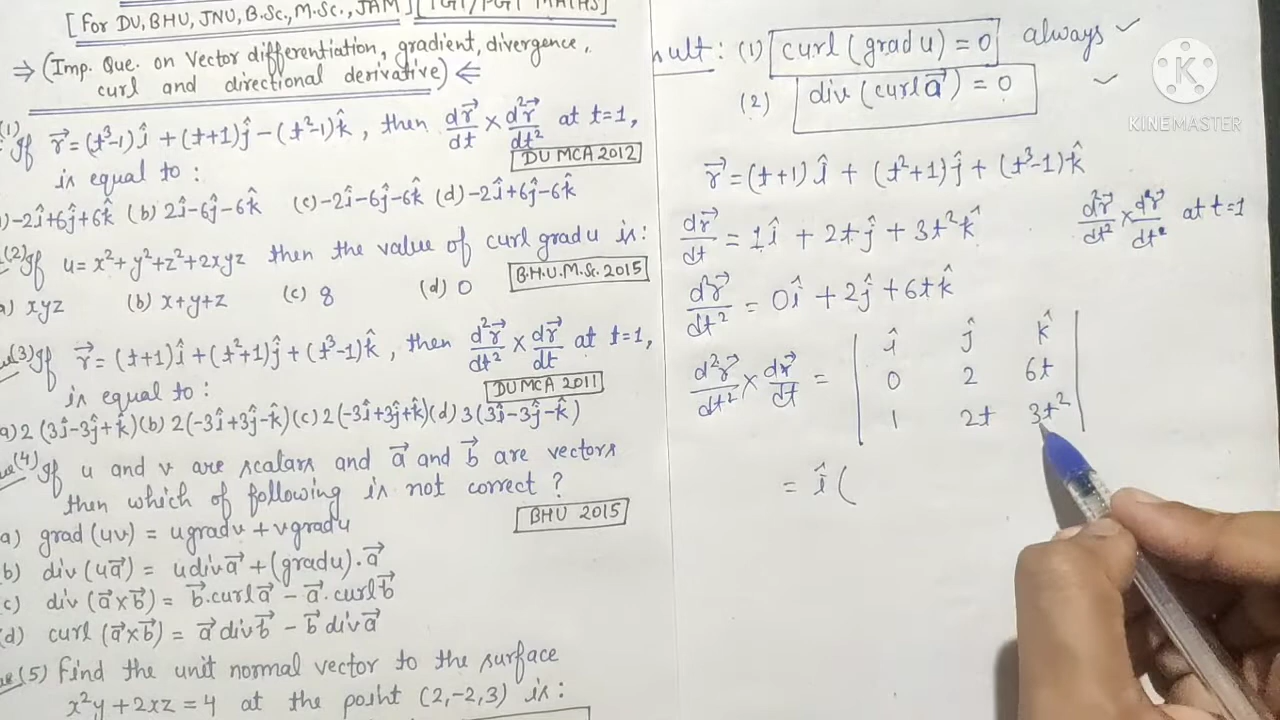 [For DU, BHU, JNU, B.Sc., M.Sc., JAM] [TGT/PGT MATHS]
⇒ (Imp. Que. on Vector differentiation, gradient, divergence,
curl and directional derivative) ⇐
(1) If r⃗ = (t³-1)î + (t+1)ĵ - (t²-1)k̂, then dr⃗/dt × d²r⃗/dt² at t=1,
is equal to :
DU MCA 2012
) -2î+6ĵ+6k̂ (b) 2î-6ĵ-6k̂ (c) -2î-6ĵ-6k̂ (d) -2î+6ĵ-6k̂
(2) If u = x²+y²+z²+2xyz then the value of curl grad u is:
B.H.U.M.Sc. 2015
a) xyz (b) x+y+z (c) 8 (d) 0
(3) If r⃗ = (t+1)î + (t²+1)ĵ + (t³-1)k̂, then d²r⃗/dt² × dr⃗/dt at t=1,
is equal to :
DU MCA 2011
a) 2(3î-3ĵ+k̂) (b) 2(-3î+3ĵ-k̂) (c) 2(-3î+3ĵ+k̂) (d) 3(3î-3ĵ-k̂)
(4) If u and v are scalars and a⃗ and b⃗ are vectors
then which of following is not correct ?
BHU 2015
a) grad (uv) = u grad v + v grad u
b) div (ua⃗) = u div a⃗ + (grad u).a⃗
c) div (a⃗×b⃗) = b⃗.curl a⃗ - a⃗.curl b⃗
d) curl (a⃗×b⃗) = a⃗ div b⃗ - b⃗ div a⃗
(5) Find the unit normal vector to the surface
x²y + 2xz = 4 at the point (2,-2,3) is :
sult : (1) curl (grad u) = 0 always ✓
(2) div (curl a⃗) = 0 ✓
K
KINEMASTER
r⃗ = (t+1)î + (t²+1)ĵ + (t³-1)k̂
dr⃗/dt = 1î + 2tĵ + 3t²k̂
d²r⃗/dt² × d²r⃗/dt² at t=1
d²r⃗/dt² = 0î + 2ĵ + 6tk̂
d²r⃗/dt² × dr⃗/dt = | î ĵ k̂ |
| 0 2 6t |
| 1 2t 3t² |
= î (